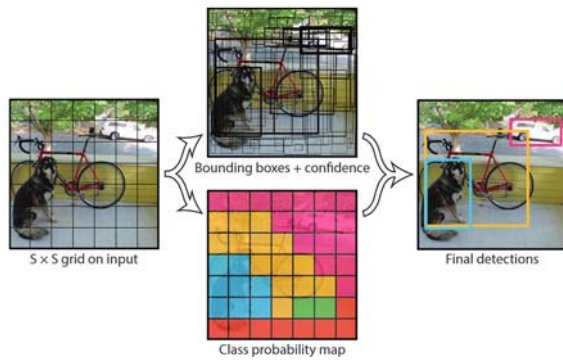 S × S grid on input
Bounding boxes + confidence
Class probability map
Final detections